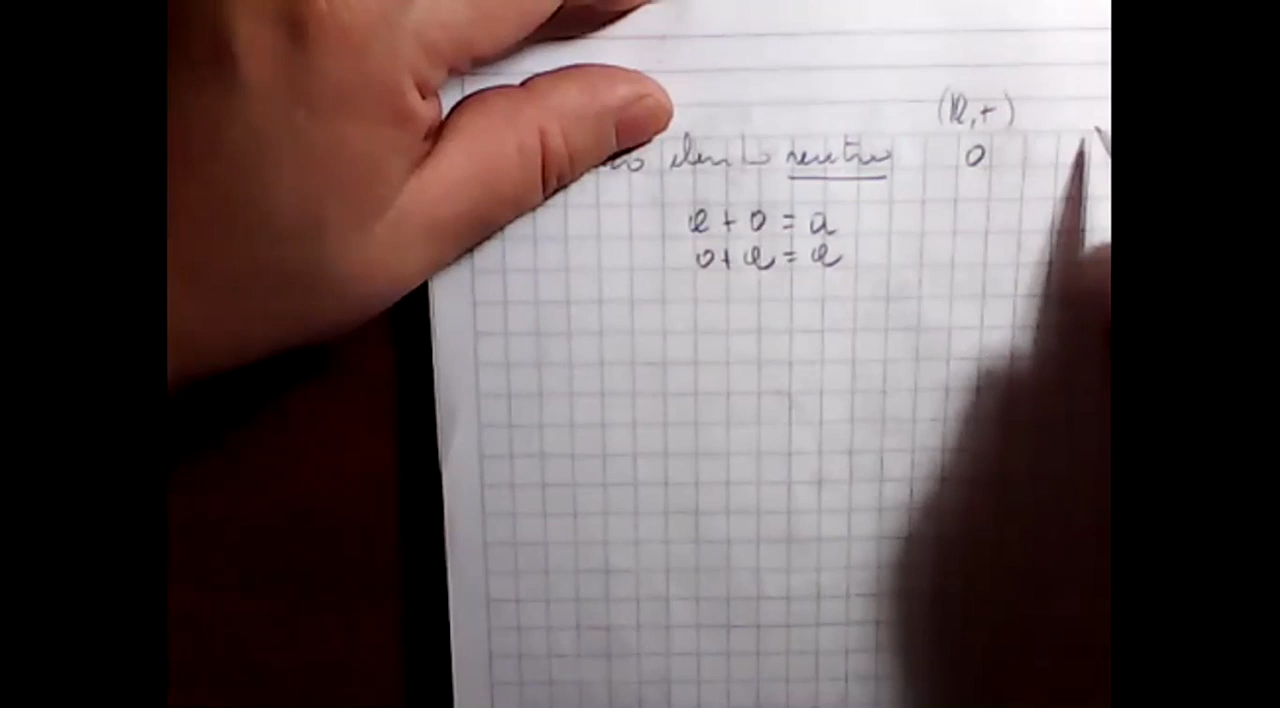 (R,+)
neutro 0
a + 0 = a
0 + a = a